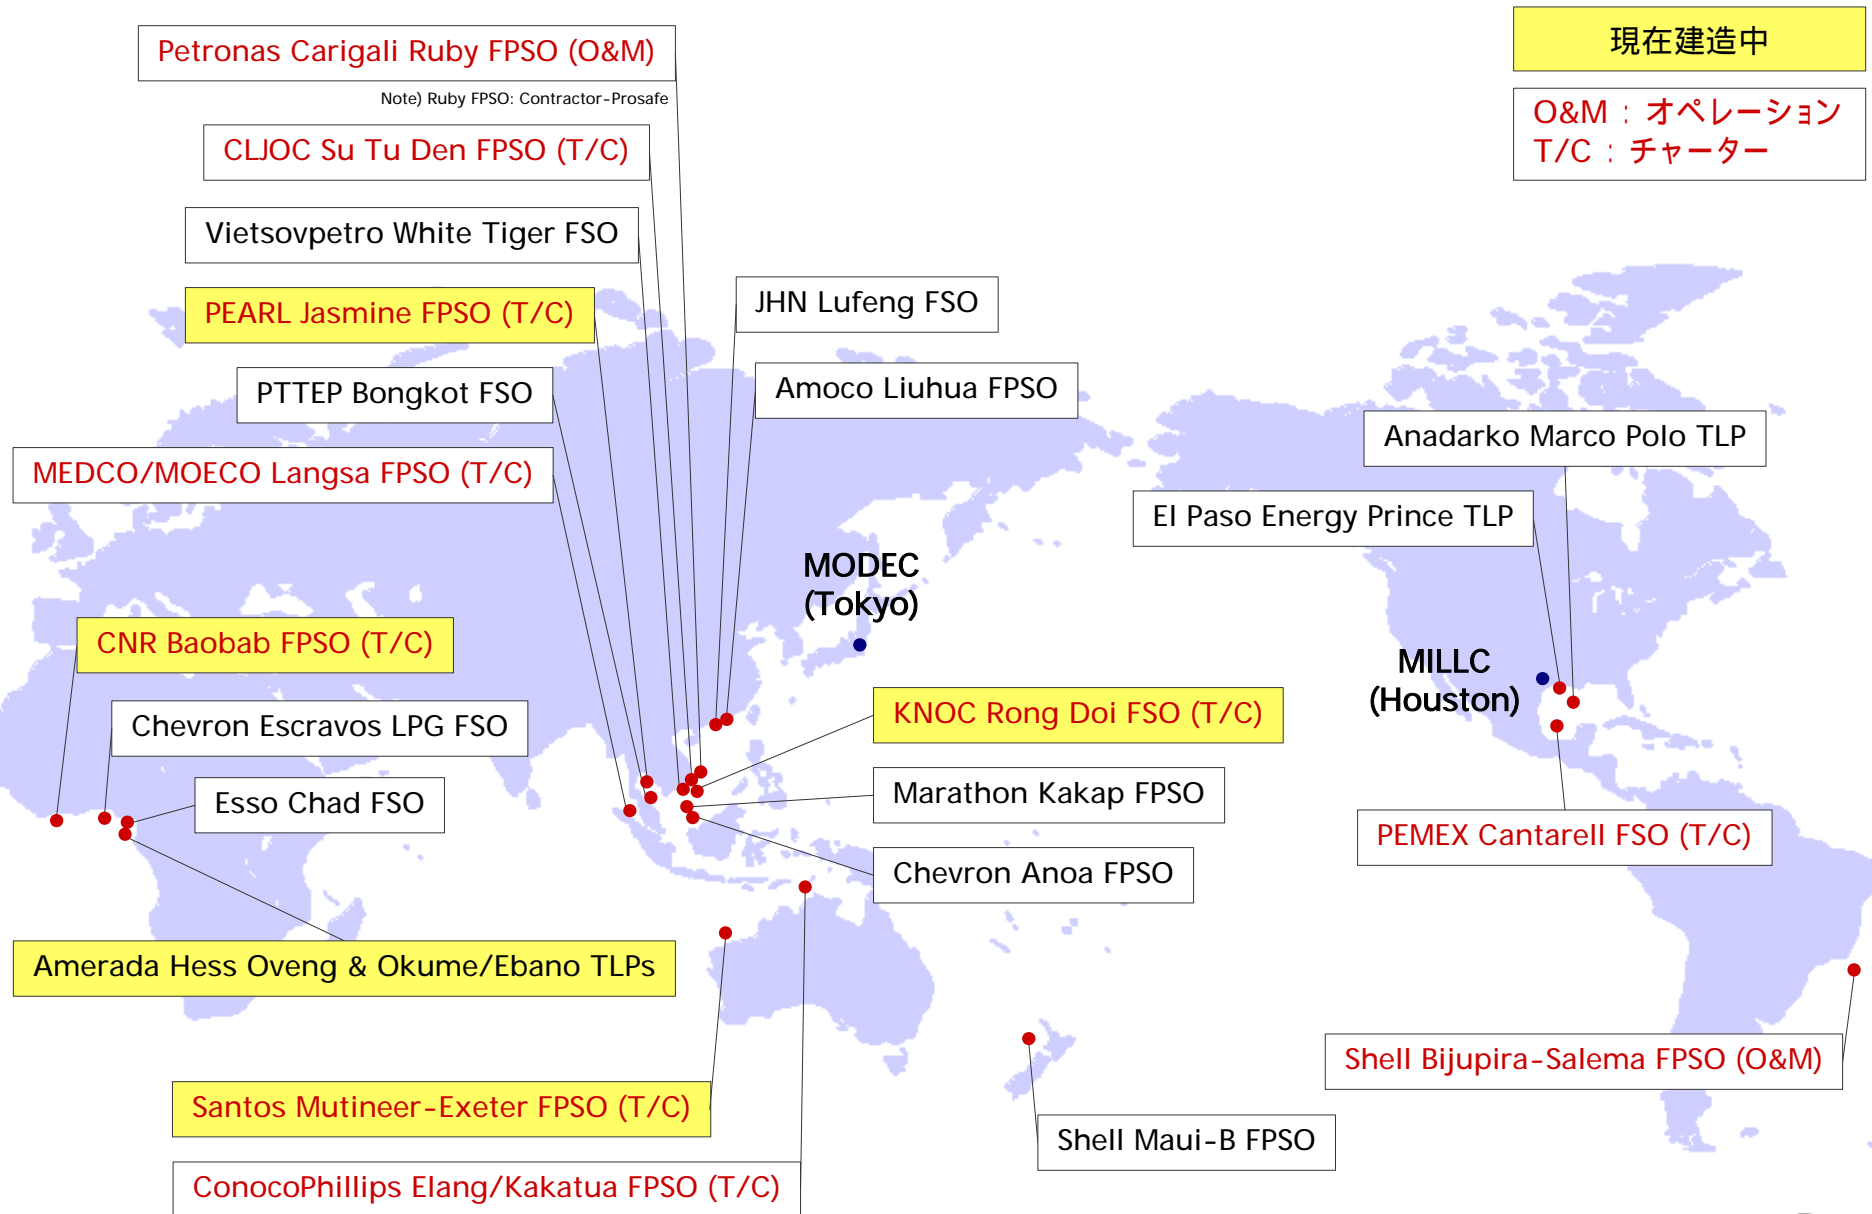 Petronas Carigali Ruby FPSO (O&M)
現在建造中
Note) Ruby FPSO: Contractor-Prosafe
O&M : オペレーション
T/C : チャーター
CLJOC Su Tu Den FPSO (T/C)
Vietsovpetro White Tiger FSO
PEARL Jasmine FPSO (T/C)
JHN Lufeng FSO
PTTEP Bongkot FSO
Amoco Liuhua FPSO
Anadarko Marco Polo TLP
MEDCO/MOECO Langsa FPSO (T/C)
El Paso Energy Prince TLP
MODEC
(Tokyo)
CNR Baobab FPSO (T/C)
MILLC
(Houston)
Chevron Escravos LPG FSO
KNOC Rong Doi FSO (T/C)
Esso Chad FSO
Marathon Kakap FPSO
PEMEX Cantarell FSO (T/C)
Chevron Anoa FPSO
Amerada Hess Oveng & Okume/Ebano TLPs
Shell Bijupira-Salema FPSO (O&M)
Santos Mutineer-Exeter FPSO (T/C)
Shell Maui-B FPSO
ConocoPhillips Elang/Kakatua FPSO (T/C)